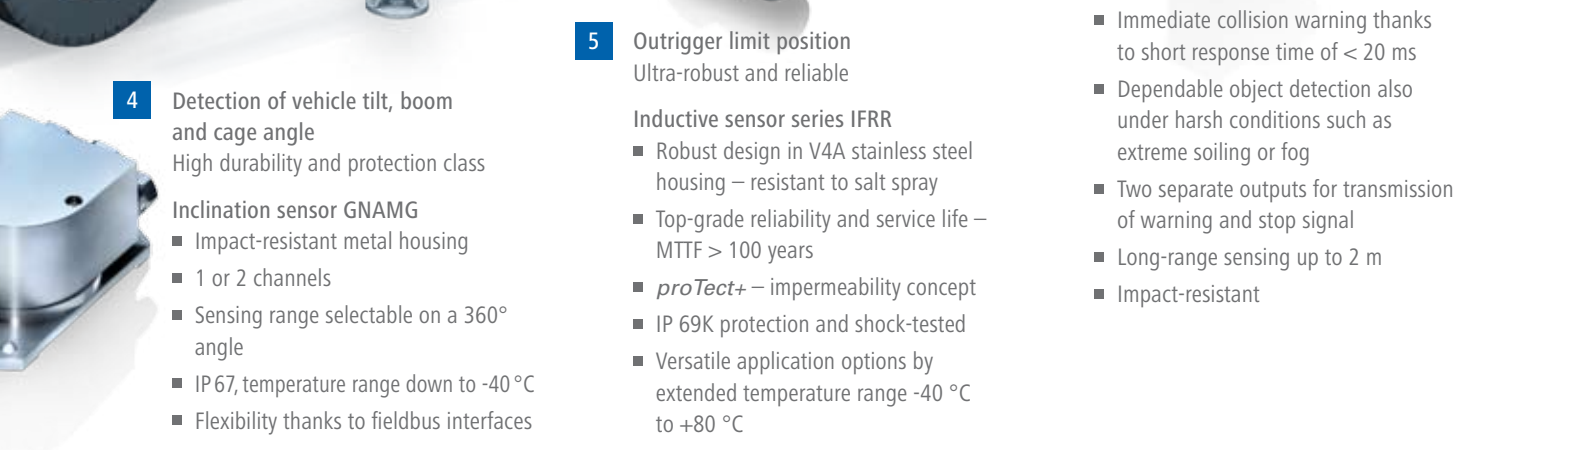 4
Detection of vehicle tilt, boom
and cage angle
High durability and protection class
Inclination sensor GNAMG
■ Impact-resistant metal housing
■ 1 or 2 channels
■ Sensing range selectable on a 360°
angle
■ IP 67, temperature range down to -40 °C
■ Flexibility thanks to fieldbus interfaces
5
Outrigger limit position
Ultra-robust and reliable
Inductive sensor series IFRR
■ Robust design in V4A stainless steel
housing – resistant to salt spray
■ Top-grade reliability and service life –
MTTF > 100 years
■ proTect+ – impermeability concept
■ IP 69K protection and shock-tested
■ Versatile application options by
extended temperature range -40 °C
to +80 °C
■ Immediate collision warning thanks
to short response time of < 20 ms
■ Dependable object detection also
under harsh conditions such as
extreme soiling or fog
■ Two separate outputs for transmission
of warning and stop signal
■ Long-range sensing up to 2 m
■ Impact-resistant